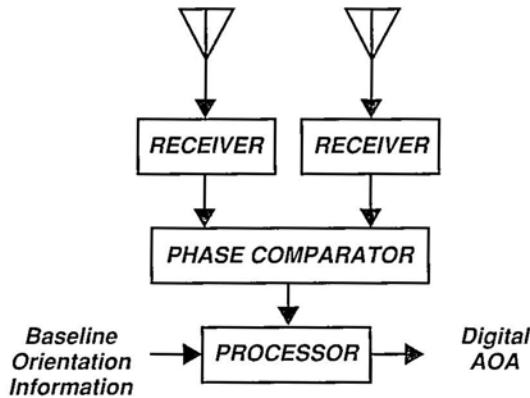 RECEIVER
RECEIVER
PHASE COMPARATOR
Baseline
Orientation
Information
PROCESSOR
Digital
AOA